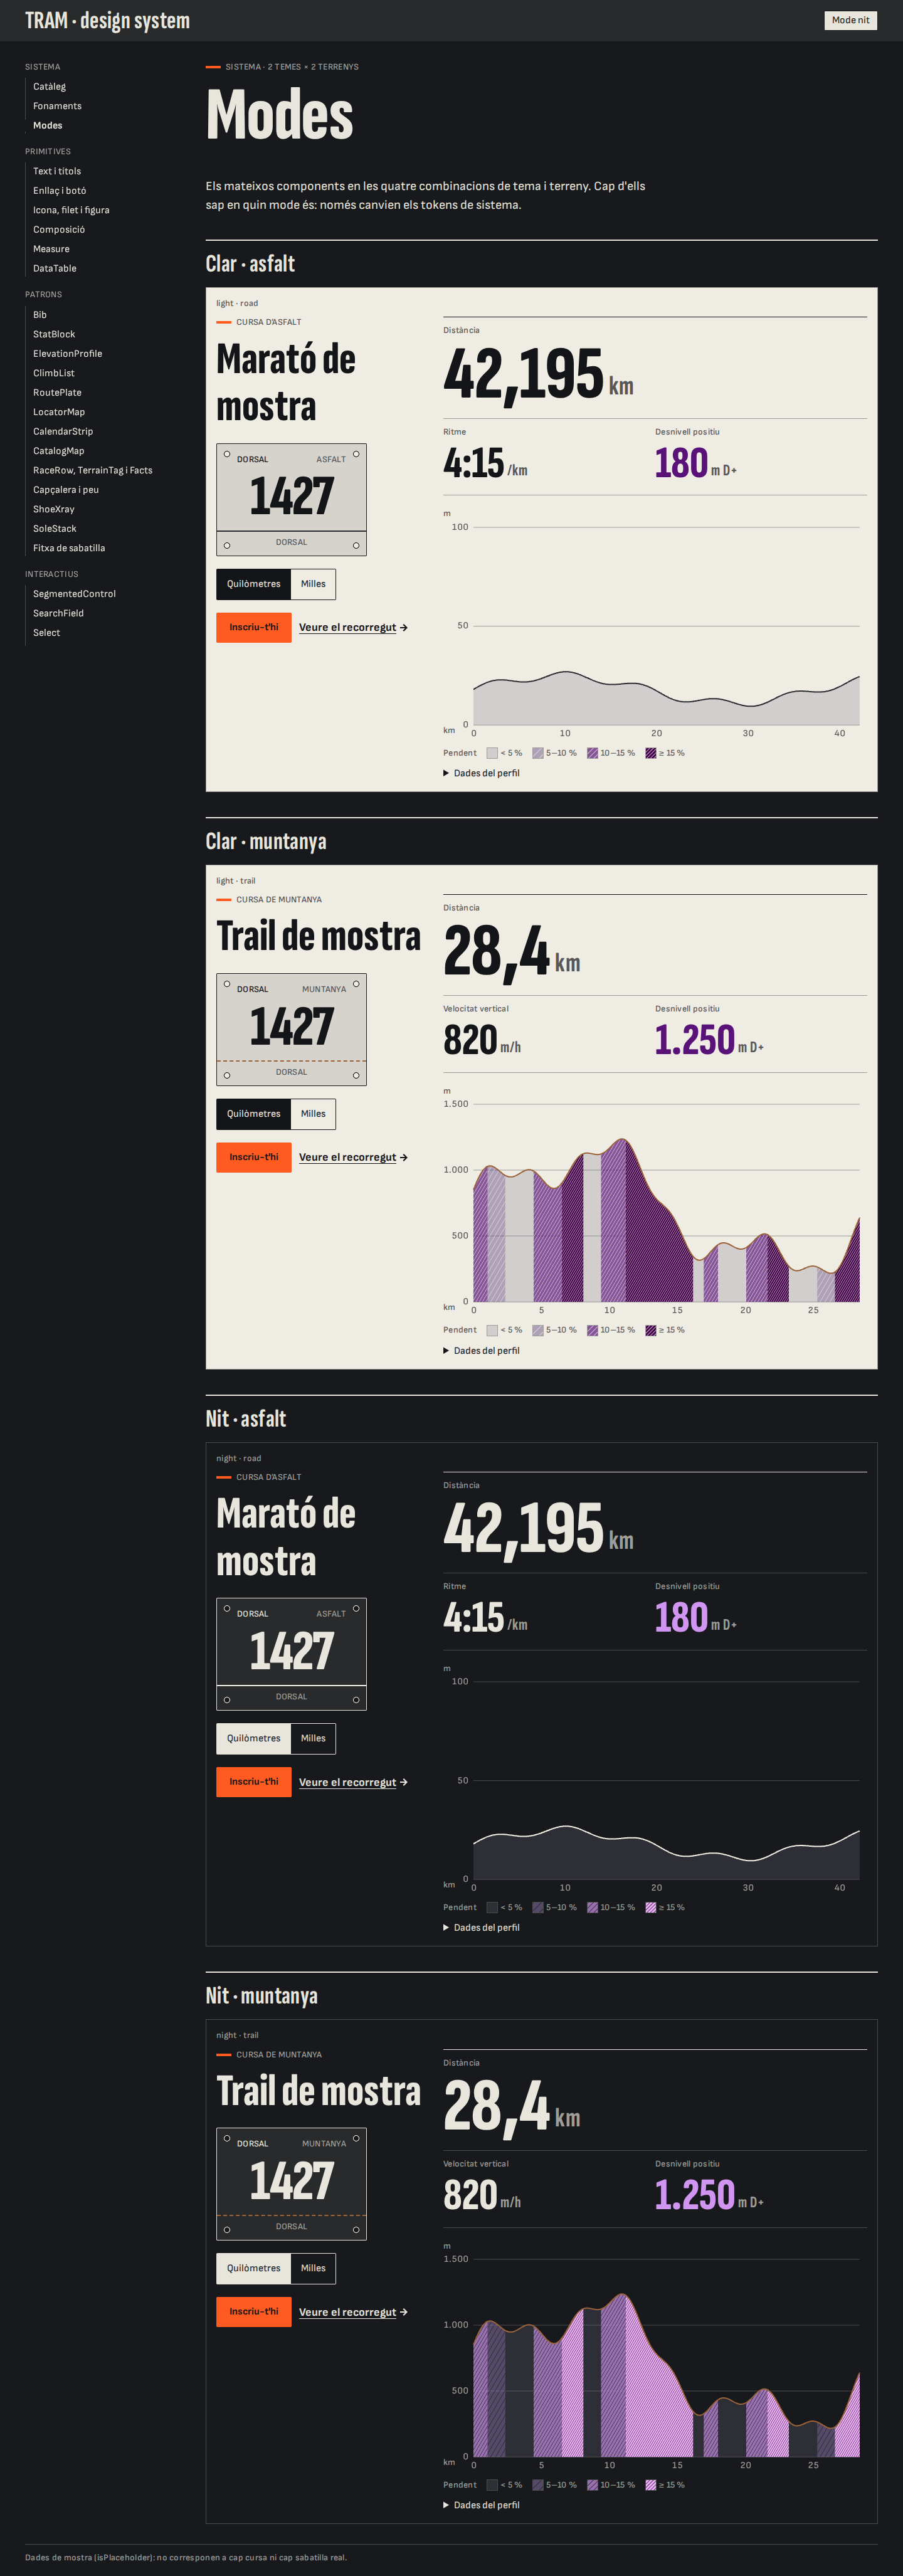 TRAM · design system
Mode nit
SISTEMA
Catàleg
Fonaments
Modes
PRIMITIVES
Text i títols
Enllaç i botó
Icona, filet i figura
Composició
Measure
DataTable
PATRONS
Bib
StatBlock
ElevationProfile
ClimbList
RoutePlate
LocatorMap
CalendarStrip
CatalogMap
RaceRow, TerrainTag i Facts
Capçalera i peu
ShoeXray
SoleStack
Fitxa de sabatilla
INTERACTIUS
SegmentedControl
SearchField
Select
SISTEMA · 2 TEMES × 2 TERRENYS
Modes
Els mateixos components en les quatre combinacions de tema i terreny. Cap d'ells
sap en quin mode és: només canvien els tokens de sistema.
Clar · asfalt
light · road
CURSA D'ASFALT
Marató de
mostra
DORSAL ASFALT
1427
DORSAL
Quilòmetres Milles
Inscriu-t'hi Veure el recorregut →
Distància
42,195 km
Ritme Desnivell positiu
4:15 /km 180 m D+
m
100
50
0
km 0 10 20 30 40
Pendent < 5 % 5–10 % 10–15 % ≥ 15 %
▶ Dades del perfil
Clar · muntanya
light · trail
CURSA DE MUNTANYA
Trail de mostra
DORSAL MUNTANYA
1427
DORSAL
Quilòmetres Milles
Inscriu-t'hi Veure el recorregut →
Distància
28,4 km
Velocitat vertical Desnivell positiu
820 m/h 1.250 m D+
m
1.500
1.000
500
0
km 0 5 10 15 20 25
Pendent < 5 % 5–10 % 10–15 % ≥ 15 %
▶ Dades del perfil
Nit · asfalt
night · road
CURSA D'ASFALT
Marató de
mostra
DORSAL ASFALT
1427
DORSAL
Quilòmetres Milles
Inscriu-t'hi Veure el recorregut →
Distància
42,195 km
Ritme Desnivell positiu
4:15 /km 180 m D+
m
100
50
0
km 0 10 20 30 40
Pendent < 5 % 5–10 % 10–15 % ≥ 15 %
▶ Dades del perfil
Nit · muntanya
night · trail
CURSA DE MUNTANYA
Trail de mostra
DORSAL MUNTANYA
1427
DORSAL
Quilòmetres Milles
Inscriu-t'hi Veure el recorregut →
Distància
28,4 km
Velocitat vertical Desnivell positiu
820 m/h 1.250 m D+
m
1.500
1.000
500
0
km 0 5 10 15 20 25
Pendent < 5 % 5–10 % 10–15 % ≥ 15 %
▶ Dades del perfil
Dades de mostra (isPlaceholder): no corresponen a cap cursa ni cap sabatilla real.